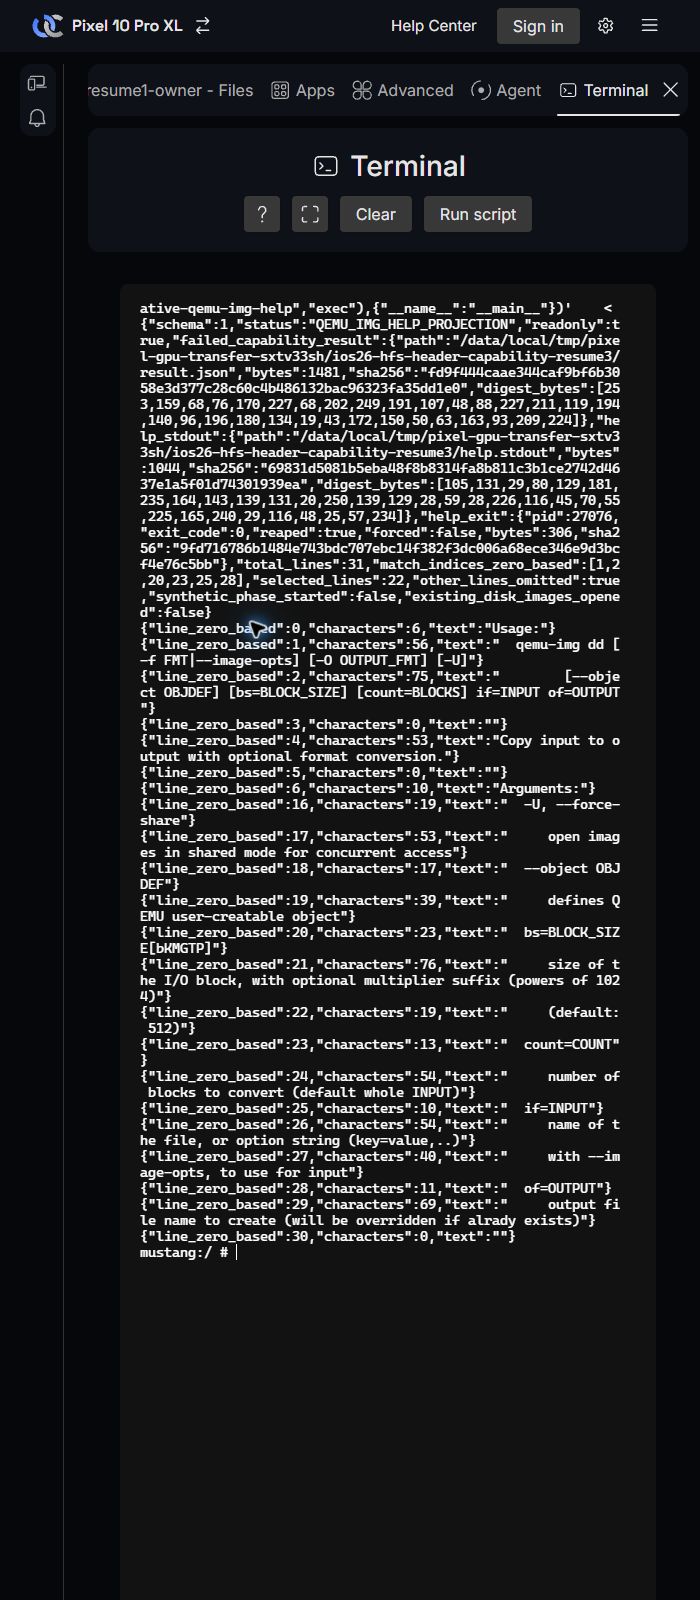 Pixel 10 Pro XL
Help Center
Sign in
resume1-owner - Files
Apps
Advanced
Agent
Terminal
Terminal
?
Clear
Run script
ative-qemu-img-help","exec"),{"__name__":"__main__"})'    <
{"schema":1,"status":"QEMU_IMG_HELP_PROJECTION","readonly":t
rue,"failed_capability_result":{"path":"/data/local/tmp/pixe
l-gpu-transfer-sxtv33sh/ios26-hfs-header-capability-resume3/
result.json","bytes":1481,"sha256":"fd9f444caae344caf9bf6b30
58e3d377c28c60c4b486132bac96323fa35dd1e0","digest_bytes":[25
3,159,68,76,170,227,68,202,249,191,107,48,88,227,211,119,194
,140,96,196,180,134,19,43,172,150,50,63,163,93,209,224]},"he
lp_stdout":{"path":"/data/local/tmp/pixel-gpu-transfer-sxtv3
3sh/ios26-hfs-header-capability-resume3/help.stdout","bytes"
:1044,"sha256":"69831d5081b5eba48f8b8314fa8b811c3b1ce2742d46
37e1a5f01d74301939ea","digest_bytes":[105,131,29,80,129,181,
235,164,143,139,131,20,250,139,129,28,59,28,226,116,45,70,55
,225,165,240,29,116,48,25,57,234]},"help_exit":{"pid":27076,
"exit_code":0,"reaped":true,"forced":false,"bytes":306,"sha2
56":"9fd716786b1484e743bdc707ebc14f382f3dc006a68ece346e9d3bc
f4e76c5bb"},"total_lines":31,"match_indices_zero_based":[1,2
,20,23,25,28],"selected_lines":22,"other_lines_omitted":true
,"synthetic_phase_started":false,"existing_disk_images_opene
d":false}
{"line_zero_based":0,"characters":6,"text":"Usage:"}
{"line_zero_based":1,"characters":56,"text":"  qemu-img dd [
-f FMT|--image-opts] [-O OUTPUT_FMT] [-U]"}
{"line_zero_based":2,"characters":75,"text":"        [--obje
ct OBJDEF] [bs=BLOCK_SIZE] [count=BLOCKS] if=INPUT of=OUTPUT
"}
{"line_zero_based":3,"characters":0,"text":""}
{"line_zero_based":4,"characters":53,"text":"Copy input to o
utput with optional format conversion."}
{"line_zero_based":5,"characters":0,"text":""}
{"line_zero_based":6,"characters":10,"text":"Arguments:"}
{"line_zero_based":16,"characters":19,"text":"  -U, --force-
share"}
{"line_zero_based":17,"characters":53,"text":"     open imag
es in shared mode for concurrent access"}
{"line_zero_based":18,"characters":17,"text":"  --object OBJ
DEF"}
{"line_zero_based":19,"characters":39,"text":"     defines Q
EMU user-creatable object"}
{"line_zero_based":20,"characters":23,"text":"  bs=BLOCK_SIZ
E[bKMGTP]"}
{"line_zero_based":21,"characters":76,"text":"     size of t
he I/O block, with optional multiplier suffix (powers of 102
4)"}
{"line_zero_based":22,"characters":19,"text":"     (default:
 512)"}
{"line_zero_based":23,"characters":13,"text":"  count=COUNT"
}
{"line_zero_based":24,"characters":54,"text":"     number of
 blocks to convert (default whole INPUT)"}
{"line_zero_based":25,"characters":10,"text":"  if=INPUT"}
{"line_zero_based":26,"characters":54,"text":"     name of t
he file, or option string (key=value,..)"}
{"line_zero_based":27,"characters":40,"text":"     with --im
age-opts, to use for input"}
{"line_zero_based":28,"characters":11,"text":"  of=OUTPUT"}
{"line_zero_based":29,"characters":69,"text":"     output fi
le name to create (will be overridden if alrady exists)"}
{"line_zero_based":30,"characters":0,"text":""}
mustang:/ #